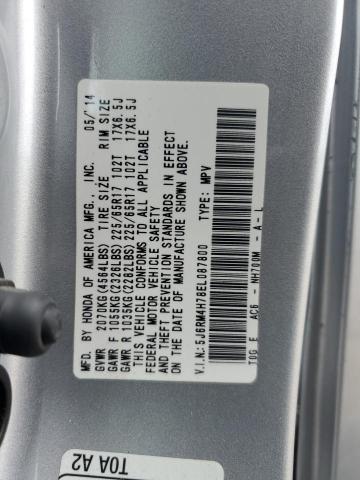 MFD. BY HONDA OF AMERICA MFG., INC. 05/'14
GVWR 2070KG(4564LBS) TIRE SIZE RIM SIZE
GAWR F 1055KG(2326LBS) 225/65R17 102T 17X6.5J
GAWR R 1035KG(2282LBS) 225/65R17 102T 17X6.5J
THIS VEHICLE CONFORMS TO ALL APPLICABLE
FEDERAL MOTOR VEHICLE SAFETY
AND THEFT PREVENTION STANDARDS IN EFFECT
ON THE DATE OF MANUFACTURE SHOWN ABOVE.
V.I.N.: 5J6RM4H78EL087800 TYPE: MPV
T0G E AC6 NH700M - A - L
T0A A2